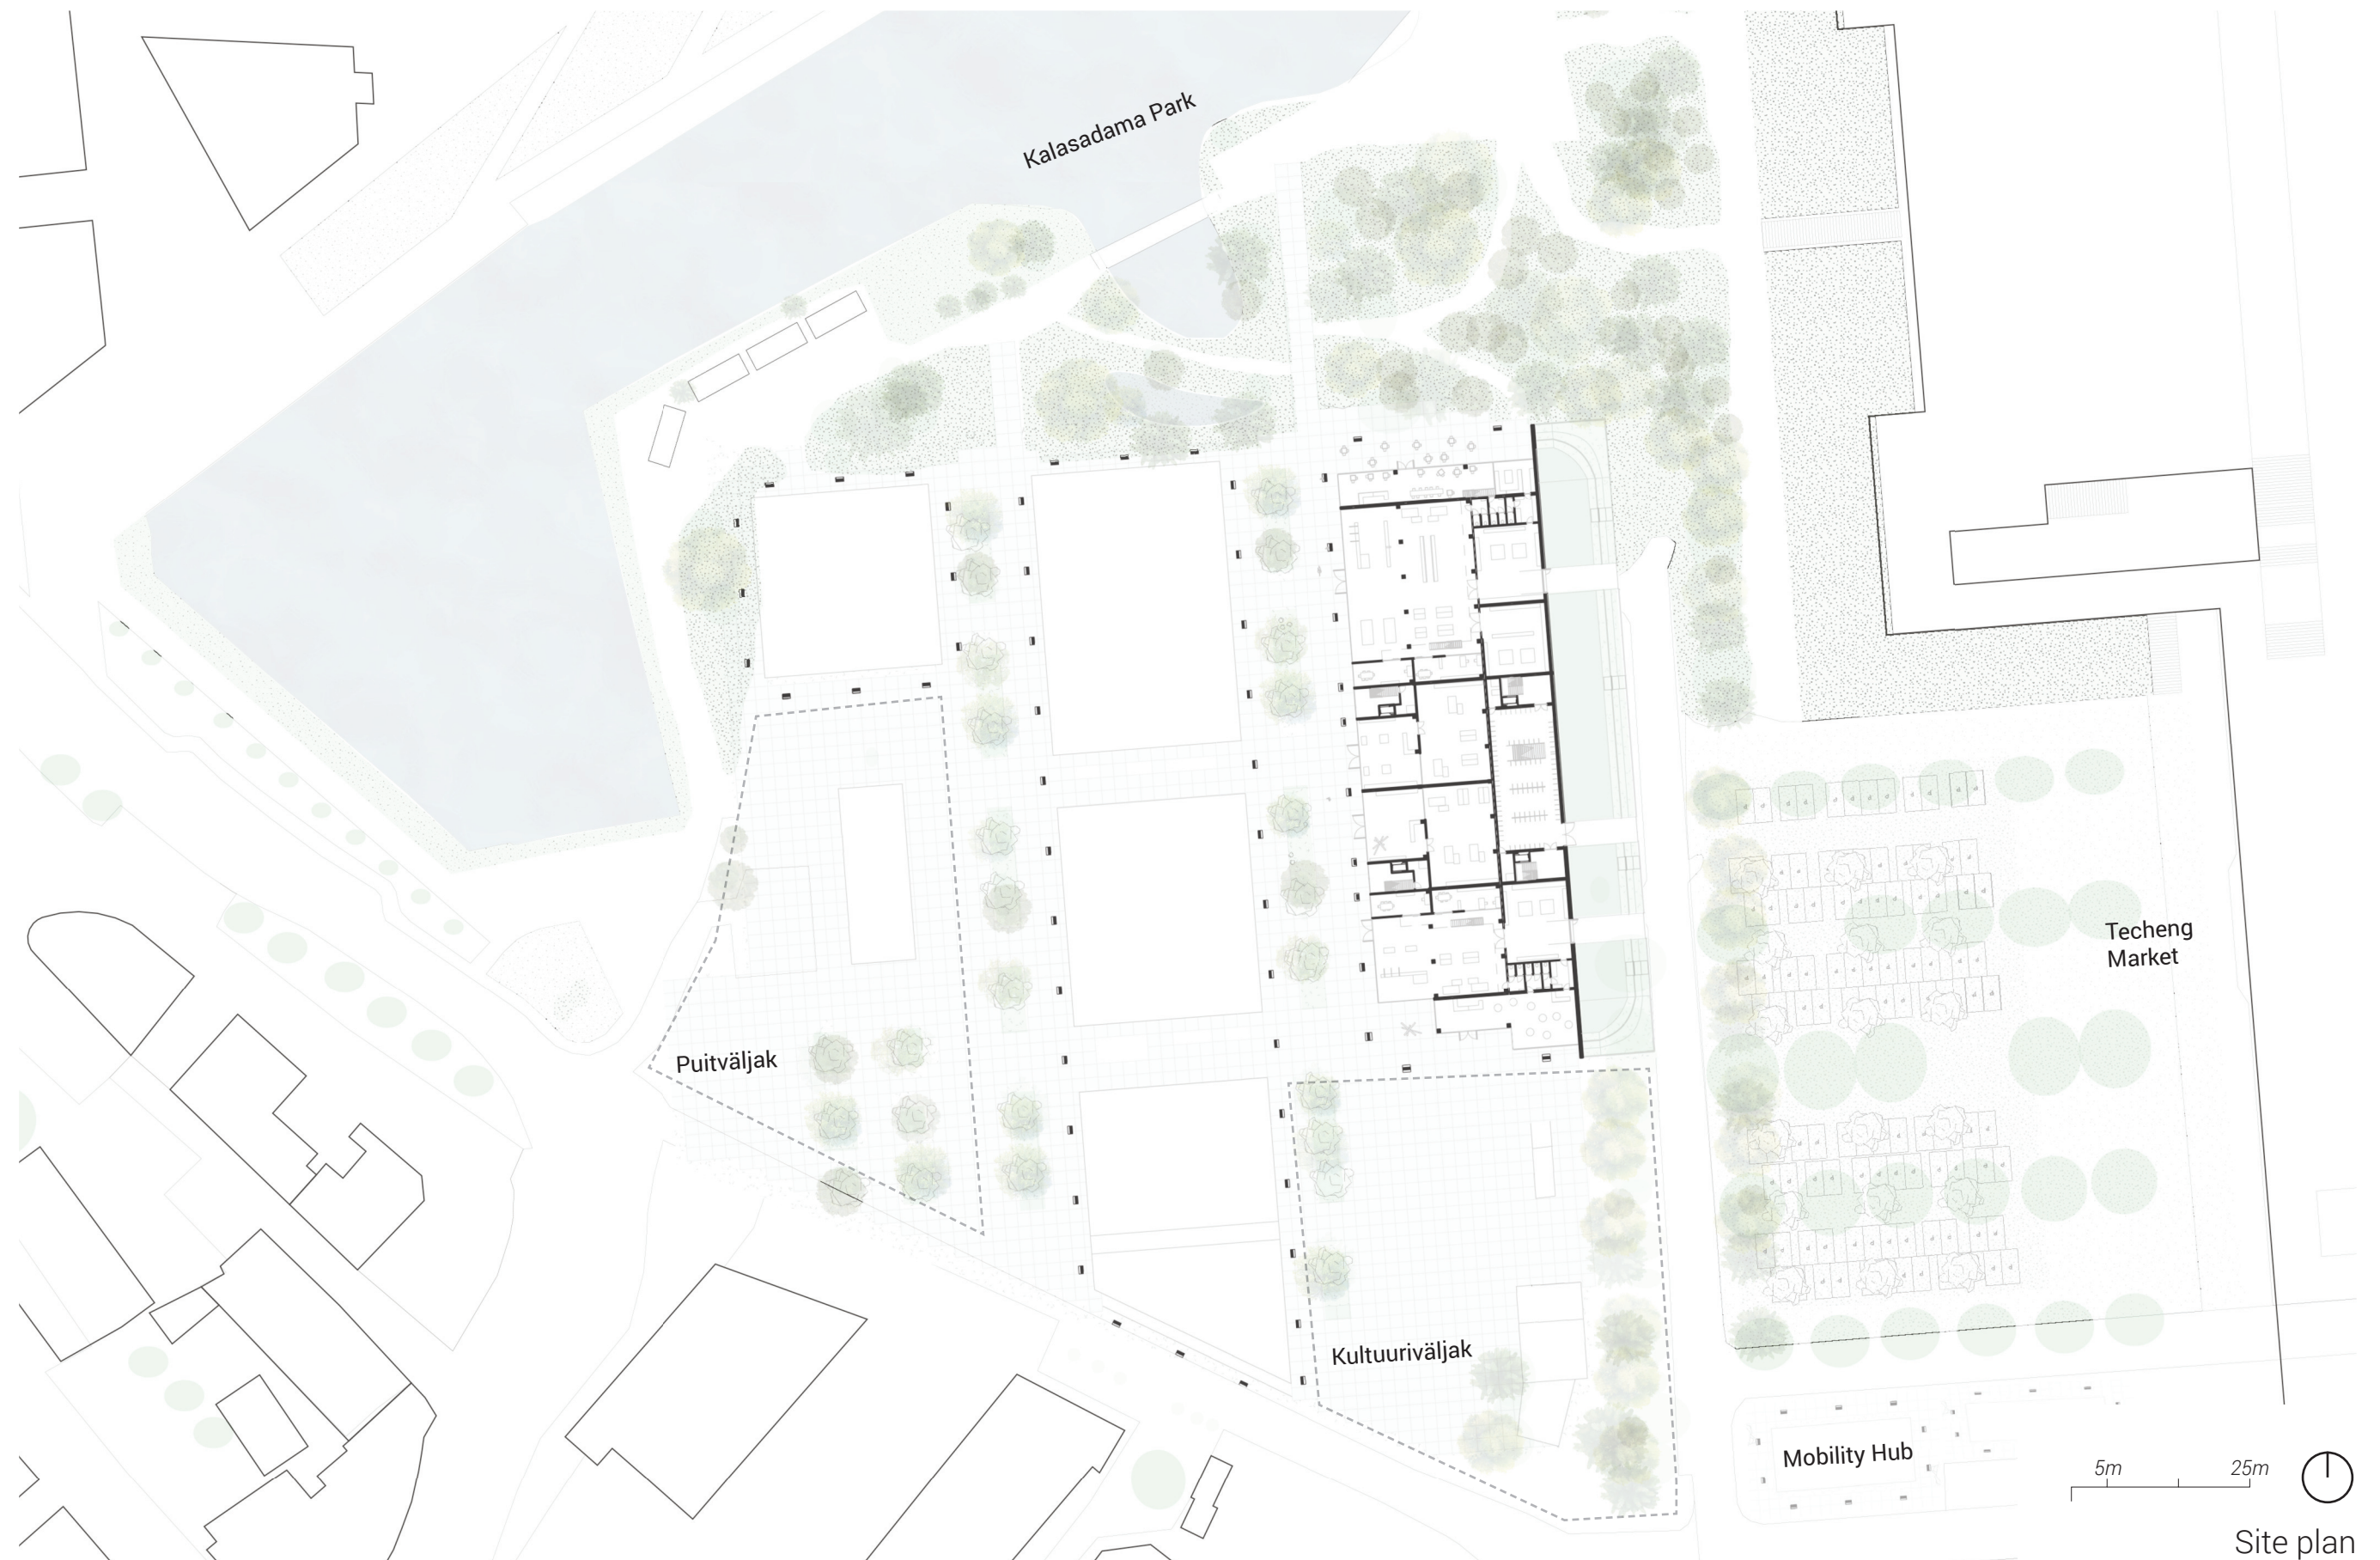 Kalasadama Park
Techeng
Market
Puitväljak
Kultuuriväljak
Mobility Hub
5m 25m
Site plan